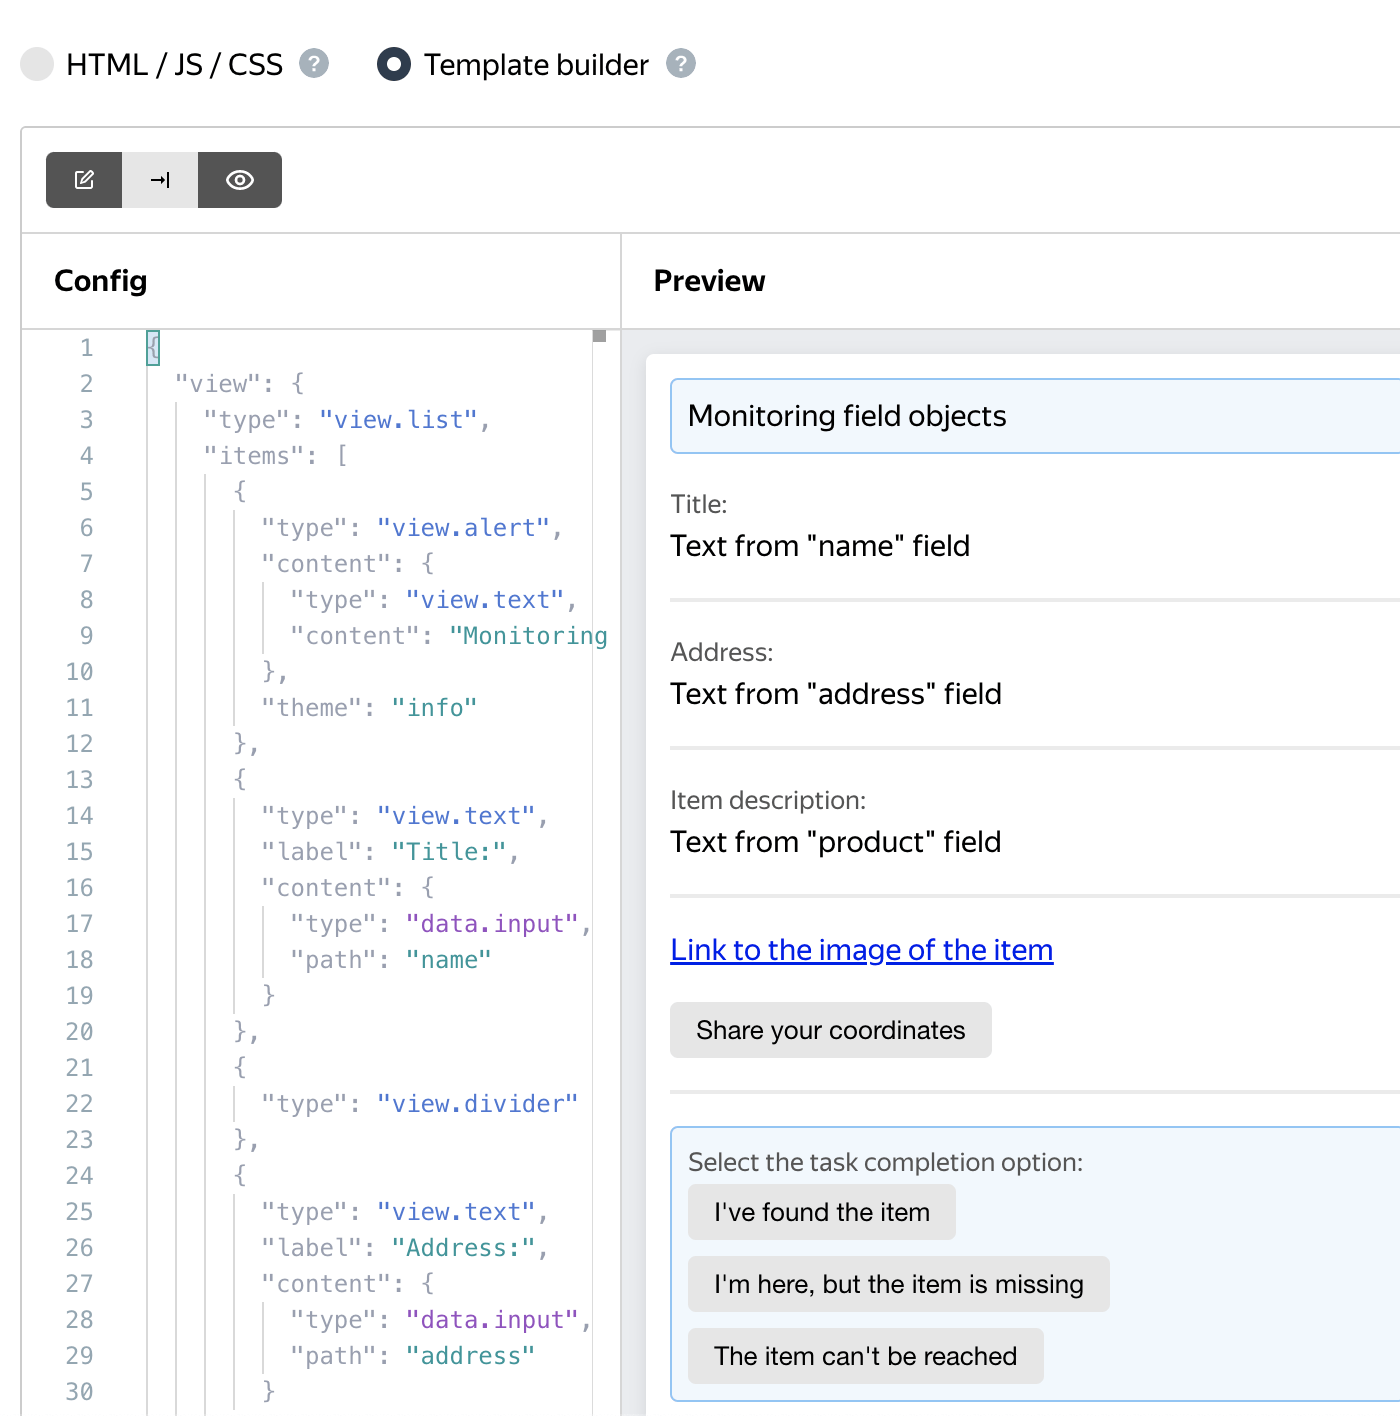 HTML / JS / CSS ? Template builder ?
Config
Preview
1 {
2 "view": {
3 "type": "view.list",
4 "items": [
5 {
6 "type": "view.alert",
7 "content": {
8 "type": "view.text",
9 "content": "Monitoring
10 },
11 "theme": "info"
12 },
13 {
14 "type": "view.text",
15 "label": "Title:",
16 "content": {
17 "type": "data.input",
18 "path": "name"
19 }
20 },
21 {
22 "type": "view.divider"
23 },
24 {
25 "type": "view.text",
26 "label": "Address:",
27 "content": {
28 "type": "data.input",
29 "path": "address"
30 }
Monitoring field objects
Title:
Text from "name" field
Address:
Text from "address" field
Item description:
Text from "product" field
Link to the image of the item
Share your coordinates
Select the task completion option:
I've found the item
I'm here, but the item is missing
The item can't be reached